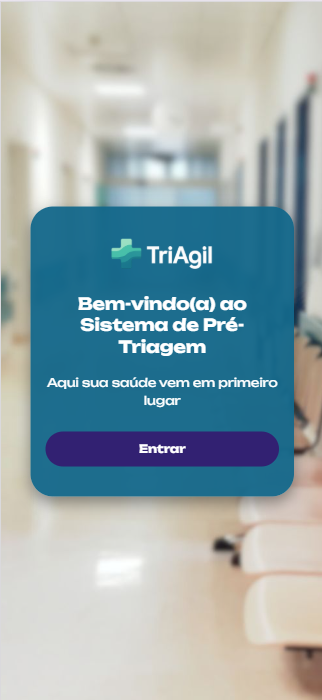 TriAgil
Bem-vindo(a) ao
Sistema de Pré-
Triagem
Aqui sua saúde vem em primeiro
lugar
Entrar